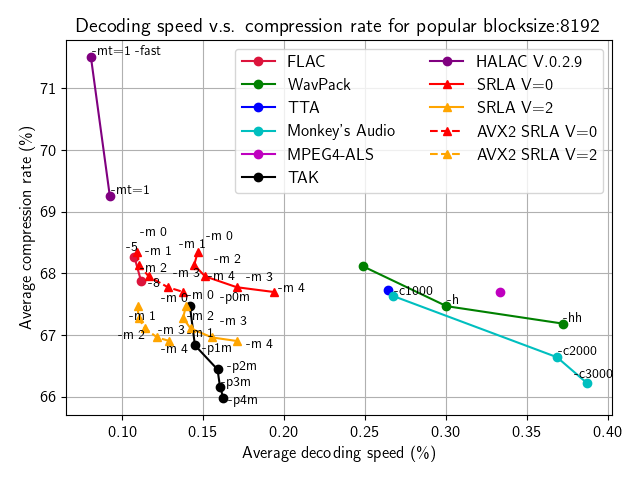 Decoding speed v.s. compression rate for popular blocksize:8192
Average compression rate (%)
71
70
69
68
67
66
FLAC
WavPack
TTA
Monkey's Audio
MPEG4-ALS
TAK
HALAC V.0.2.9
SRLA V=0
SRLA V=2
AVX2 SRLA V=0
AVX2 SRLA V=2
-mt=1 -fast
-mt=1
-m 0
-m 0
-5
-m 1
-m 1
-m 2
-m 2
-8
-m 3
-m 4
-m 3
-m 4
-m 0
-m 0
-p0m
-m 1
-m 2
-m 3
-m 2
-m 3
-m 1
-m 4
-p1m
-m 4
-p2m
-p3m
-p4m
-c1000
-h
-hh
-c2000
-c3000
0.10
0.15
0.20
0.25
0.30
0.35
0.40
Average decoding speed (%)